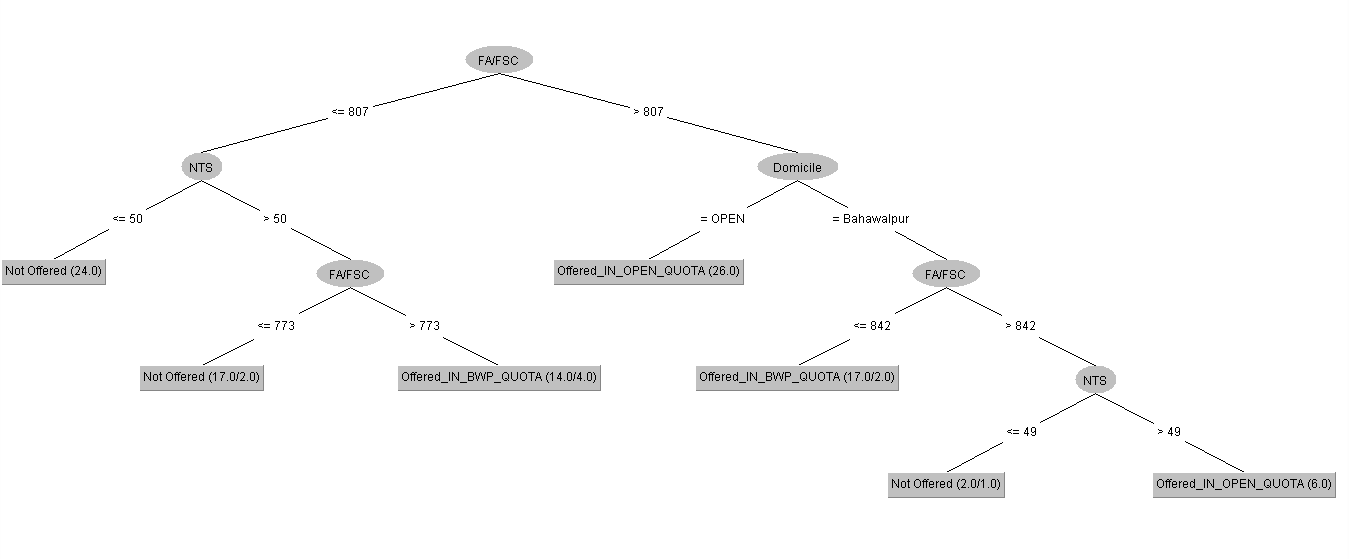 FA/FSC
<= 807
> 807
NTS
Domicile
<= 50
> 50
= OPEN
= Bahawalpur
Not Offered (24.0)
FA/FSC
Offered_IN_OPEN_QUOTA (26.0)
FA/FSC
<= 773
> 773
<= 842
> 842
Not Offered (17.0/2.0)
Offered_IN_BWP_QUOTA (14.0/4.0)
Offered_IN_BWP_QUOTA (17.0/2.0)
NTS
<= 49
> 49
Not Offered (2.0/1.0)
Offered_IN_OPEN_QUOTA (6.0)